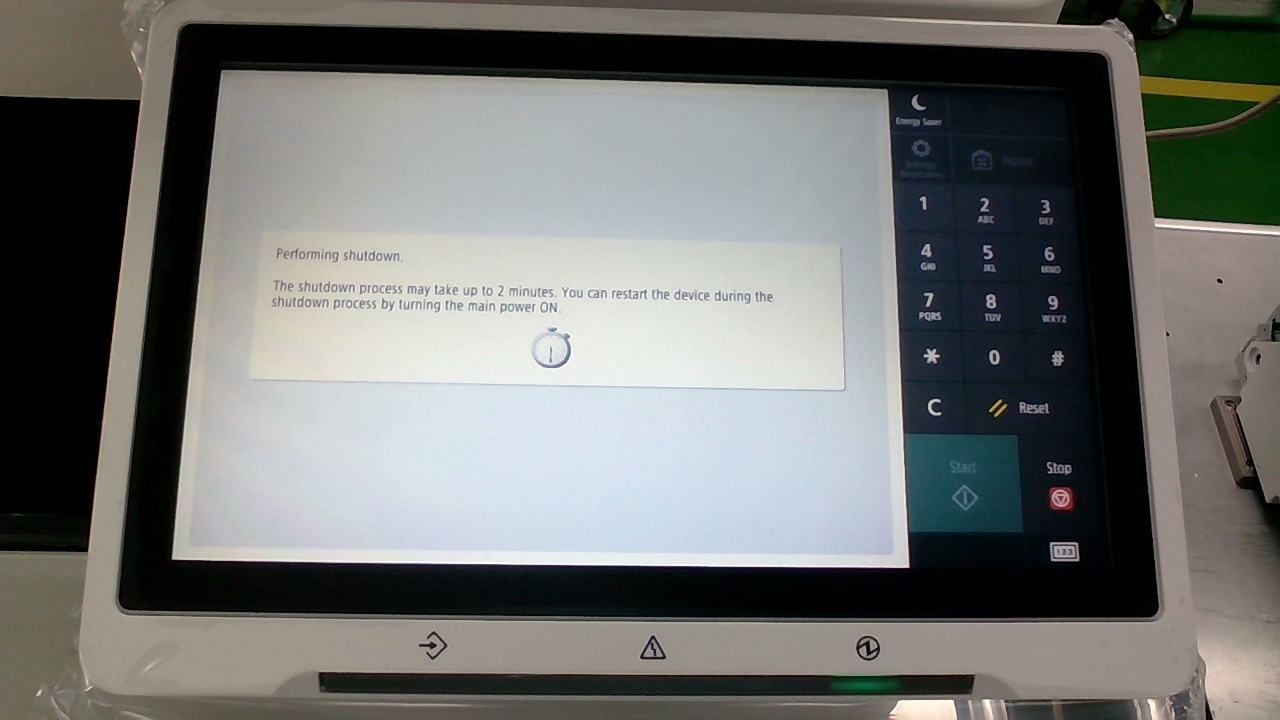 Energy Saver
Settings/
Registration
Home
Performing shutdown.
The shutdown process may take up to 2 minutes. You can restart the device during the
shutdown process by turning the main power ON.
1
2
ABC
3
DEF
4
GHI
5
JKL
6
MNO
7
PQRS
8
TUV
9
WXYZ
*
0
#
C
Reset
Start
Stop
123